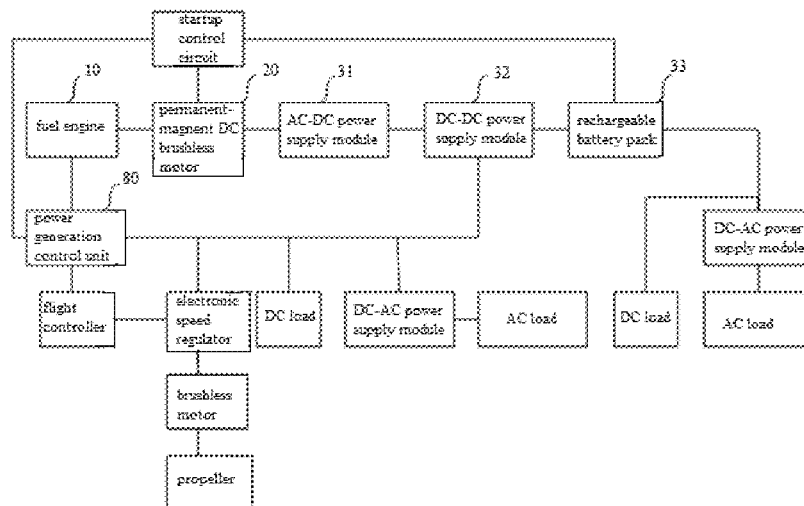 startup
control
circuit
10
20
31
32
33
fuel engine
permanent-
magnent DC
brushless
motor
AC-DC power
supply module
DC-DC power
supply module
rechargeable
battery pack
80
power
generation
control unit
DC-AC power
supply module
flight
controller
electronic
speed
regulator
DC load
DC-AC power
supply module
AC load
DC load
AC load
brushless
motor
propeller